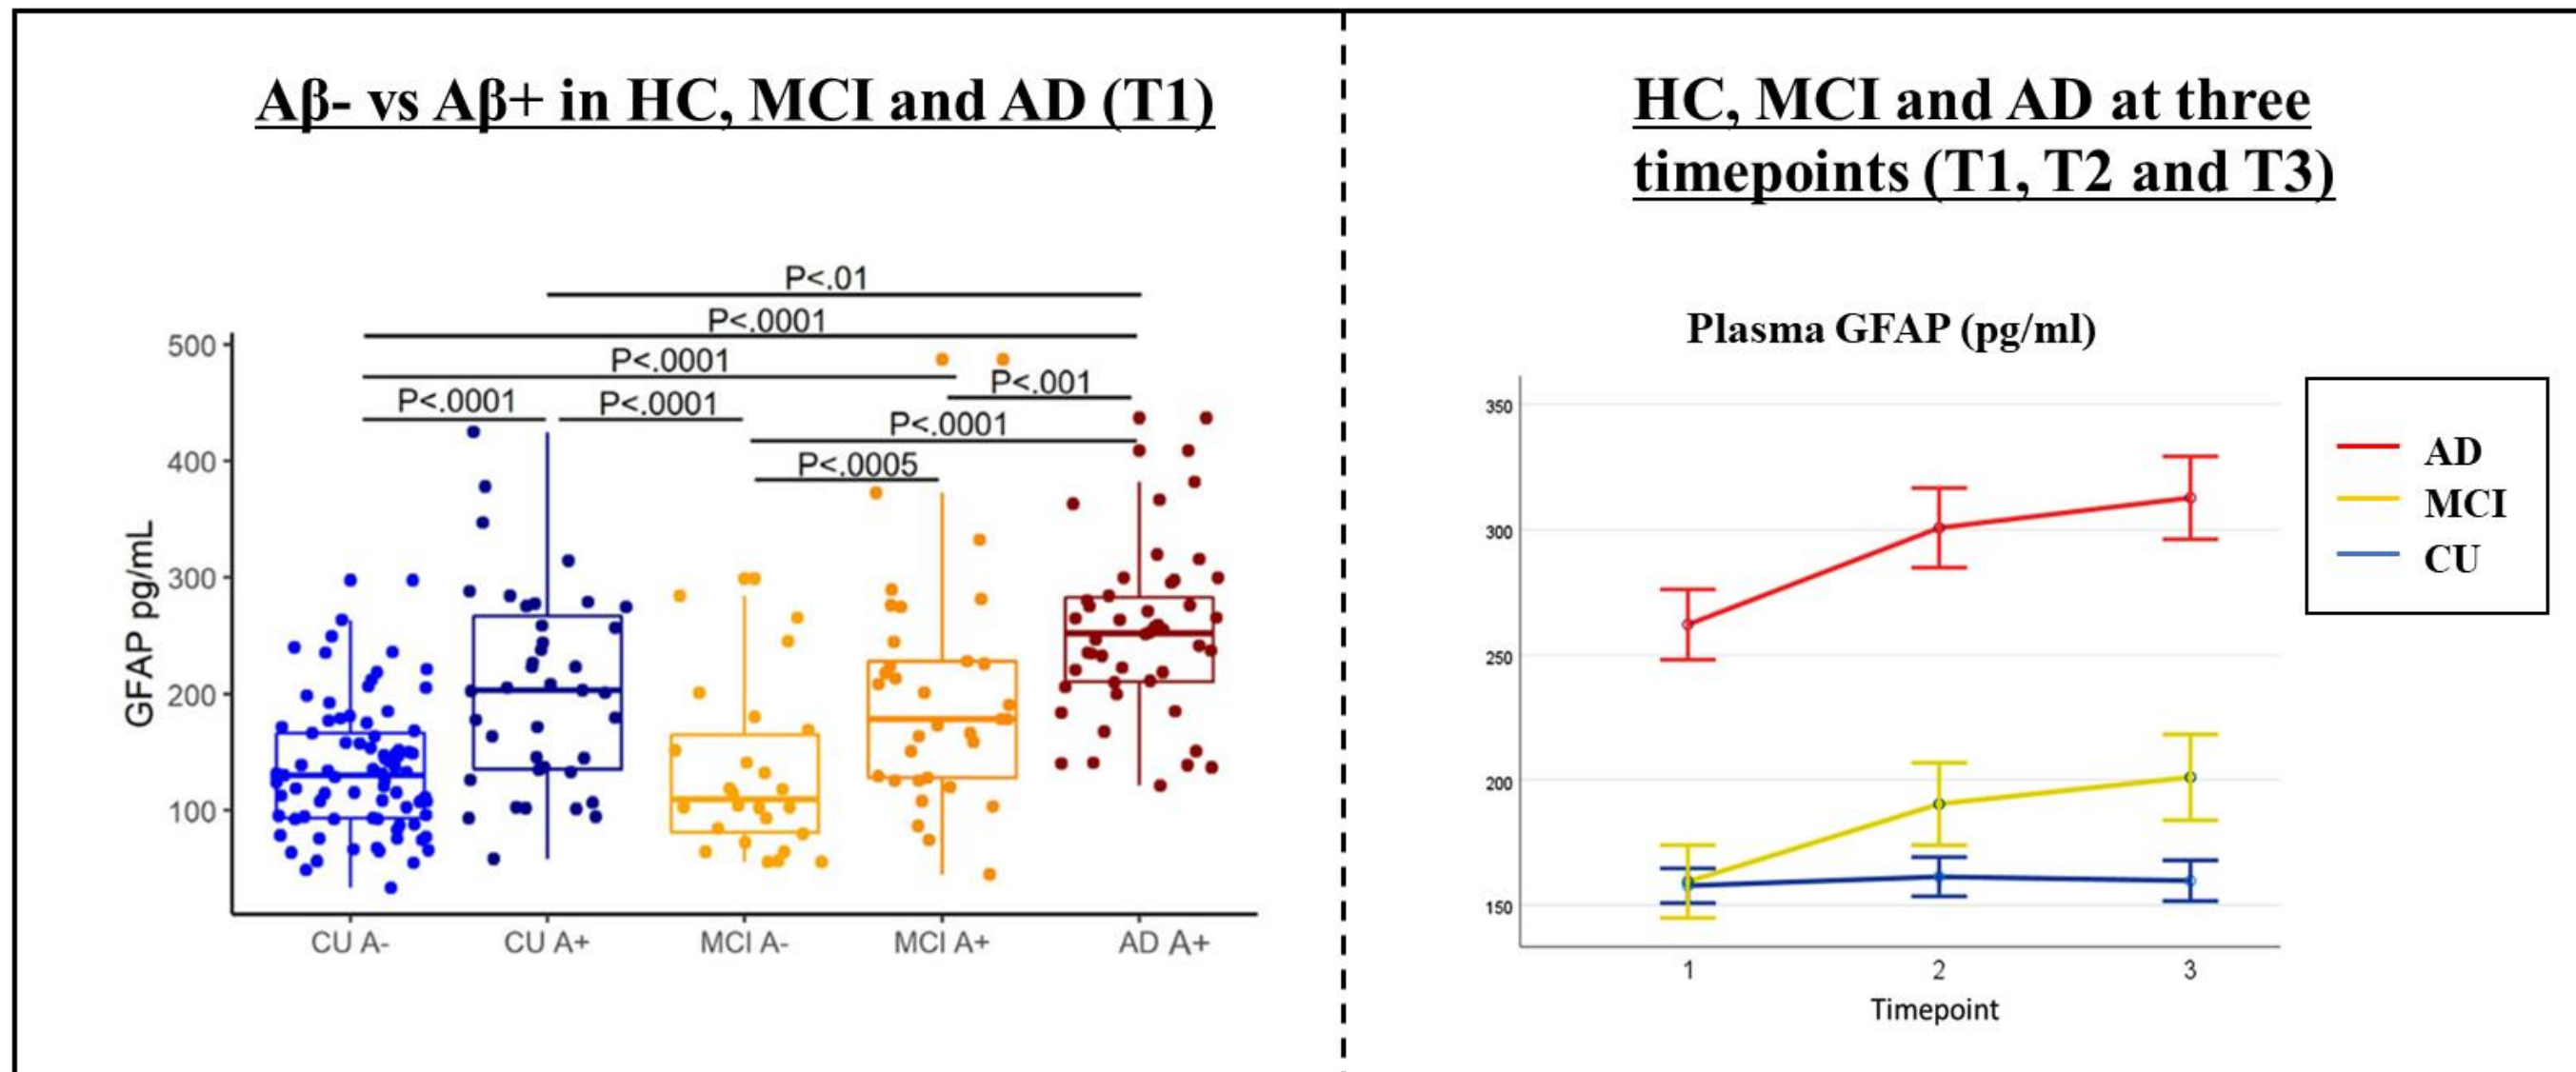 Aβ- vs Aβ+ in HC, MCI and AD (T1)
P<.01
P<.0001
P<.0001
P<.001
P<.0001
P<.0001
P<.0001
P<.0005
500
400
300
200
100
GFAP pg/mL
CU A-
CU A+
MCI A-
MCI A+
AD A+
HC, MCI and AD at three
timepoints (T1, T2 and T3)
Plasma GFAP (pg/ml)
350
300
250
200
150
1
2
3
Timepoint
AD
MCI
CU